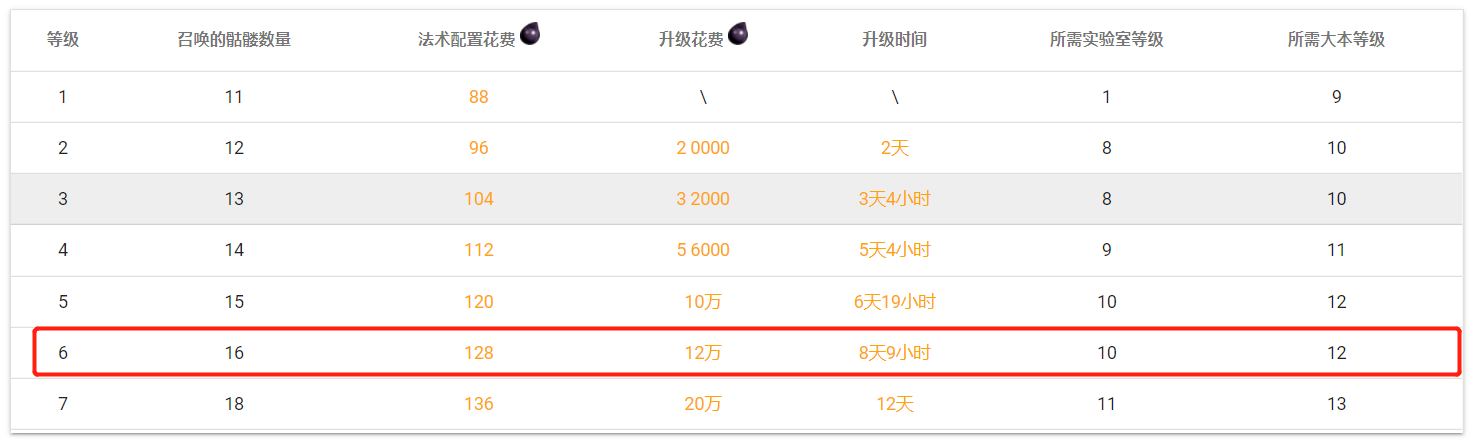 等级 召唤的骷髅数量 法术配置花费 升级花费 升级时间 所需实验室等级 所需大本等级
1 11 88 \ \ 1 9
2 12 96 2 0000 2天 8 10
3 13 104 3 2000 3天4小时 8 10
4 14 112 5 6000 5天4小时 9 11
5 15 120 10万 6天19小时 10 12
6 16 128 12万 8天9小时 10 12
7 18 136 20万 12天 11 13